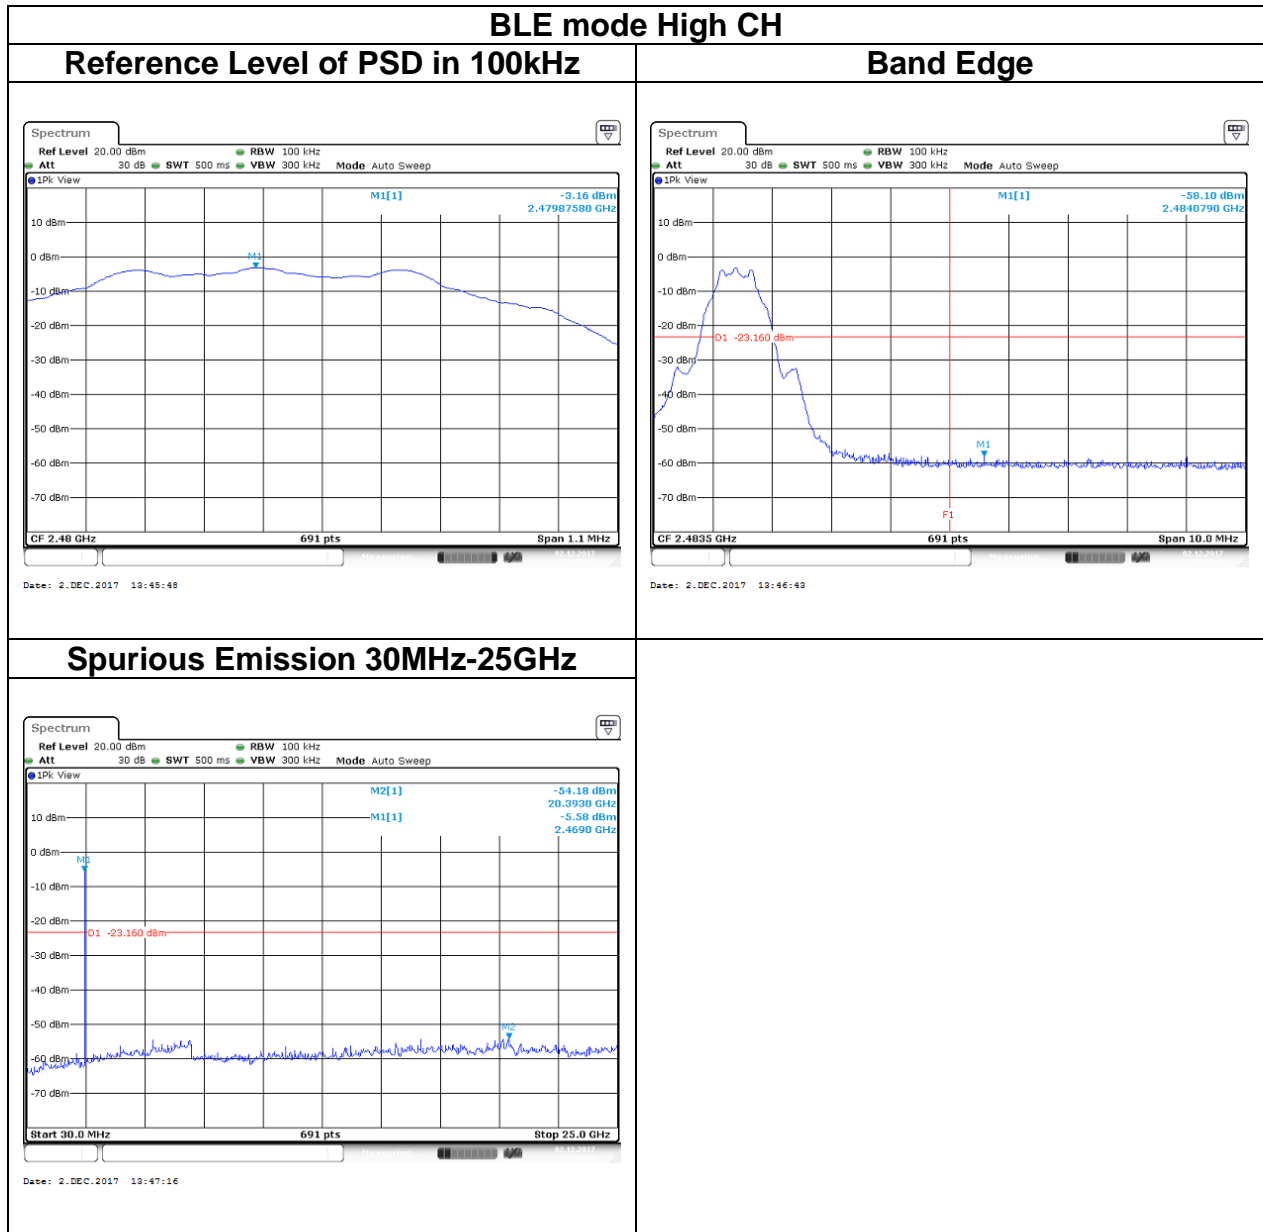 BLE mode High CH
Reference Level of PSD in 100kHz
Band Edge
Spectrum
Ref Level 20.00 dBm RBW 100 kHz
Att 30 dB SWT 500 ms VBW 300 kHz Mode Auto Sweep
1Pk View
M1[1] -3.16 dBm
2.47987580 GHz
10 dBm
0 dBm
M1
-10 dBm
-20 dBm
-30 dBm
-40 dBm
-50 dBm
-60 dBm
-70 dBm
CF 2.48 GHz 691 pts Span 1.1 MHz
Date: 2.DEC.2017 13:45:48
Spectrum
Ref Level 20.00 dBm RBW 100 kHz
Att 30 dB SWT 500 ms VBW 300 kHz Mode Auto Sweep
1Pk View
M1[1] -58.10 dBm
2.4840790 GHz
10 dBm
0 dBm
-10 dBm
-20 dBm
D1 -23.160 dBm
-30 dBm
-40 dBm
-50 dBm
M1
-60 dBm
-70 dBm
F1
CF 2.4835 GHz 691 pts Span 10.0 MHz
Date: 2.DEC.2017 13:46:43
Spurious Emission 30MHz-25GHz
Spectrum
Ref Level 20.00 dBm RBW 100 kHz
Att 30 dB SWT 500 ms VBW 300 kHz Mode Auto Sweep
1Pk View
M2[1] -54.18 dBm
20.3930 GHz
10 dBm M1[1] -5.58 dBm
2.4690 GHz
0 dBm
M1
-10 dBm
-20 dBm
D1 -23.160 dBm
-30 dBm
-40 dBm
-50 dBm
M2
-60 dBm
-70 dBm
Start 30.0 MHz 691 pts Stop 25.0 GHz
Date: 2.DEC.2017 13:47:16